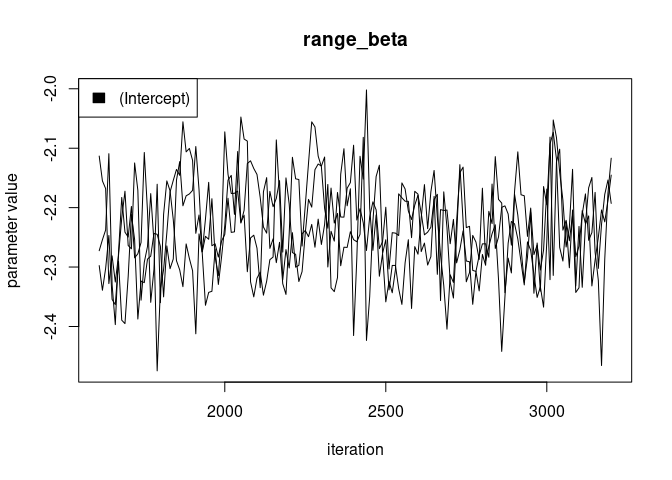 range_beta
(Intercept)
parameter value
-2.0
-2.1
-2.2
-2.3
-2.4
2000
2500
3000
iteration